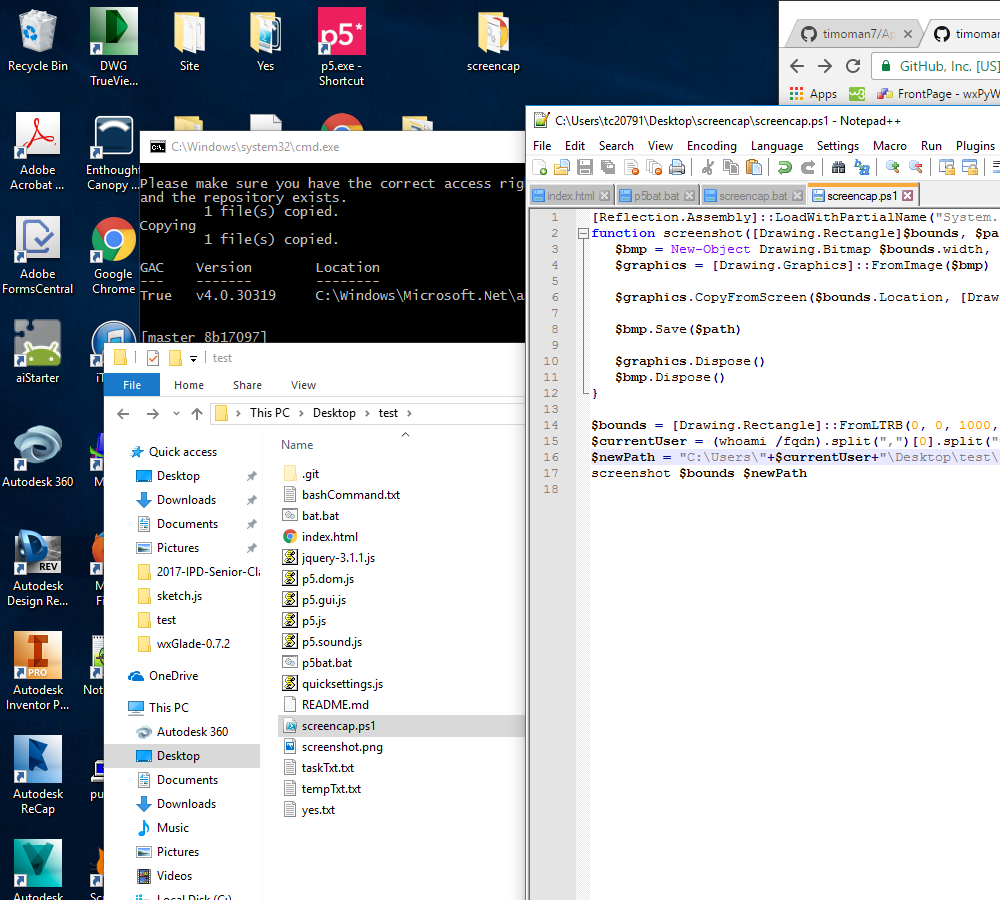 Recycle Bin
DWG
TrueView...
Site
Yes
p5*
p5.exe -
Shortcut
screencap
Adobe
Acrobat ...
Enthought
Canopy ...
Adobe
FormsCentral
Google
Chrome
aiStarter
Autodesk 360
REV
Autodesk
Design Re...
PRO
Autodesk
Inventor P...
Autodesk
ReCap
Autodesk
C:\Windows\system32\cmd.exe
Please make sure you have the correct access rig
and the repository exists.
1 file(s) copied.
Copying
1 file(s) copied.
GAC Version Location
--- ------- --------
True v4.0.30319 C:\Windows\Microsoft.Net\a
[master 8b17097]
test
File Home Share View
This PC > Desktop > test >
Quick access
Desktop
Downloads
Documents
Pictures
2017-IPD-Senior-Cla
sketch.js
test
wxGlade-0.7.2
OneDrive
This PC
Autodesk 360
Desktop
Documents
Downloads
Music
Pictures
Videos
Local Disk (C:)
Name
.git
bashCommand.txt
bat.bat
index.html
jquery-3.1.1.js
p5.dom.js
p5.gui.js
p5.js
p5.sound.js
p5bat.bat
quicksettings.js
README.md
screencap.ps1
screenshot.png
taskTxt.txt
tempTxt.txt
yes.txt
timoman7/Ap
timoman
GitHub, Inc. [US]
Apps
w3
FrontPage - wxPyW
C:\Users\tc20791\Desktop\screencap\screencap.ps1 - Notepad++
File Edit Search View Encoding Language Settings Macro Run Plugins
index.html p5bat.bat screencap.bat screencap.ps1
1 [Reflection.Assembly]::LoadWithPartialName("System.
2 function screenshot([Drawing.Rectangle]$bounds, $pa
3 $bmp = New-Object Drawing.Bitmap $bounds.width,
4 $graphics = [Drawing.Graphics]::FromImage($bmp)
5
6 $graphics.CopyFromScreen($bounds.Location, [Draw
7
8 $bmp.Save($path)
9
10 $graphics.Dispose()
11 $bmp.Dispose()
12 }
13
14 $bounds = [Drawing.Rectangle]::FromLTRB(0, 0, 1000,
15 $currentUser = (whoami /fqdn).split(",")[0].split("
16 $newPath = "C:\Users\"+$currentUser+"\Desktop\test\
17 screenshot $bounds $newPath
18